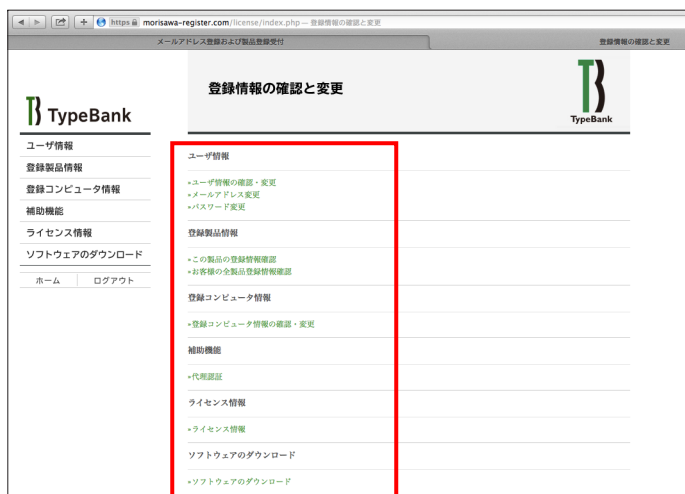 https morisawa-register.com/license/index.php — 登録情報の確認と変更
メールアドレス登録および製品登録受付
登録情報の確認と変更
登録情報の確認と変更
TypeBank
TypeBank
ユーザ情報
登録製品情報
登録コンピュータ情報
補助機能
ライセンス情報
ソフトウェアのダウンロード
ホーム ログアウト
ユーザ情報
»ユーザ情報の確認・変更
»メールアドレス変更
»パスワード変更
登録製品情報
»この製品の登録情報確認
»お客様の全製品登録情報確認
登録コンピュータ情報
»登録コンピュータ情報の確認・変更
補助機能
»代理認証
ライセンス情報
»ライセンス情報
ソフトウェアのダウンロード
»ソフトウェアのダウンロード